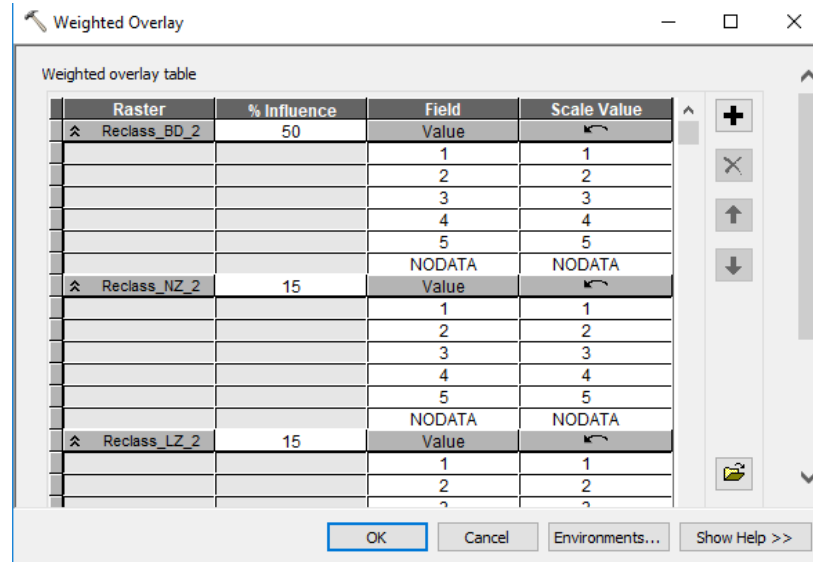 Weighted Overlay
Weighted overlay table
Raster % Influence Field Scale Value
Reclass_BD_2 50 Value
1 1
2 2
3 3
4 4
5 5
NODATA NODATA
Reclass_NZ_2 15 Value
1 1
2 2
3 3
4 4
5 5
NODATA NODATA
Reclass_LZ_2 15 Value
1 1
2 2
OK Cancel Environments... Show Help >>